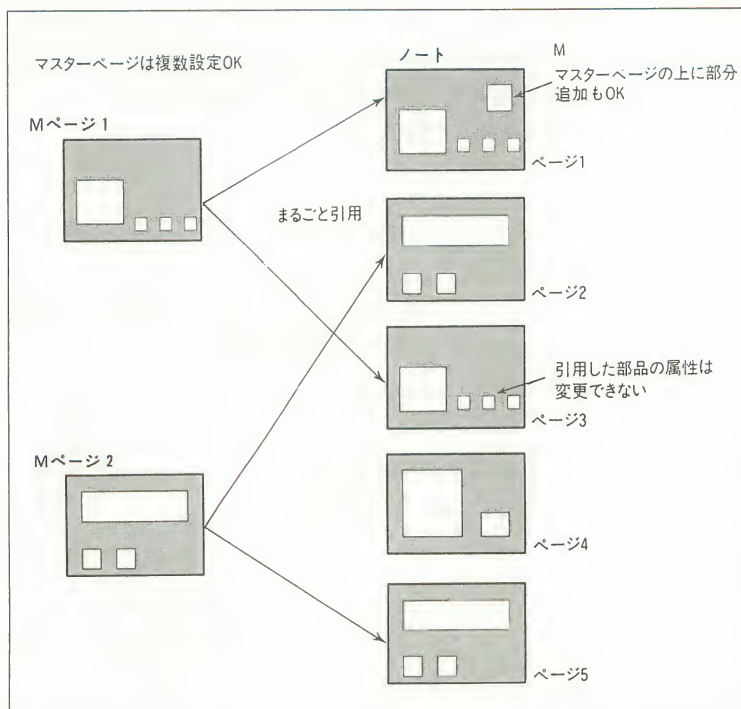 マスターページは複数設定OK
ノート
M
マスターページの上に部分
追加もOK
Mページ1
ページ1
まるごと引用
ページ2
引用した部品の属性は
変更できない
ページ3
Mページ2
ページ4
ページ5